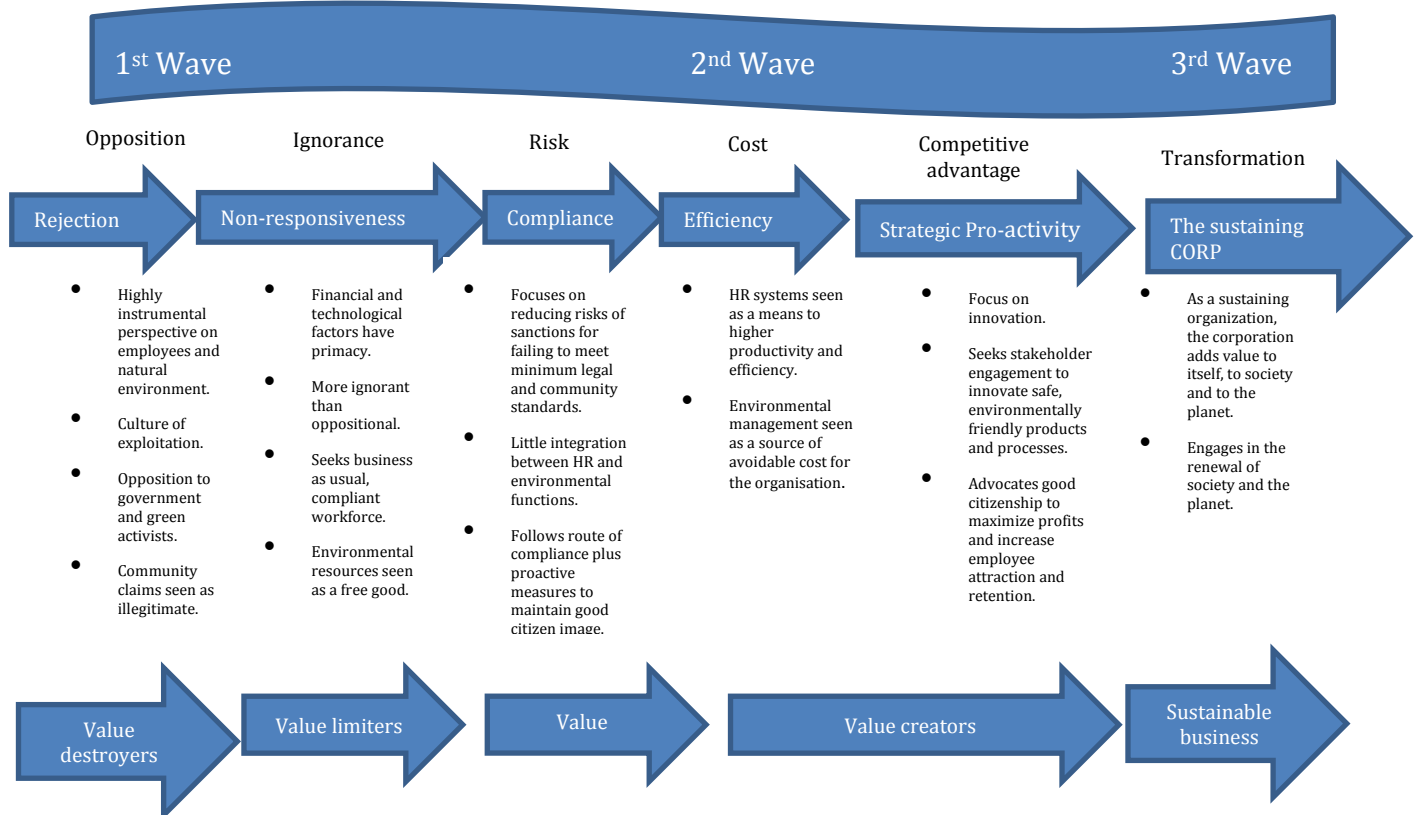 1st Wave
2nd Wave
3rd Wave
Opposition
Ignorance
Risk
Cost
Competitive
advantage
Transformation
Rejection
Non-responsiveness
Compliance
Efficiency
Strategic Pro-activity
The sustaining
CORP
• Highly
instrumental
perspective on
employees and
natural
environment.
• Culture of
exploitation.
• Opposition to
government
and green
activists.
• Community
claims seen as
illegitimate.
• Financial and
technological
factors have
primacy.
• More ignorant
than
oppositional.
• Seeks business
as usual,
compliant
workforce.
• Environmental
resources seen
as a free good.
• Focuses on
reducing risks of
sanctions for
failing to meet
minimum legal
and community
standards.
• Little integration
between HR and
environmental
functions.
• Follows route of
compliance plus
proactive
measures to
maintain good
citizen image.
• HR systems seen
as a means to
higher
productivity and
efficiency.
• Environmental
management seen
as a source of
avoidable cost for
the organisation.
• Focus on
innovation.
• Seeks stakeholder
engagement to
innovate safe,
environmentally
friendly products
and processes.
• Advocates good
citizenship to
maximize profits
and increase
employee
attraction and
retention.
• As a sustaining
organization,
the corporation
adds value to
itself, to society
and to the
planet.
• Engages in the
renewal of
society and the
planet.
Value
destroyers
Value limiters
Value
Value creators
Sustainable
business